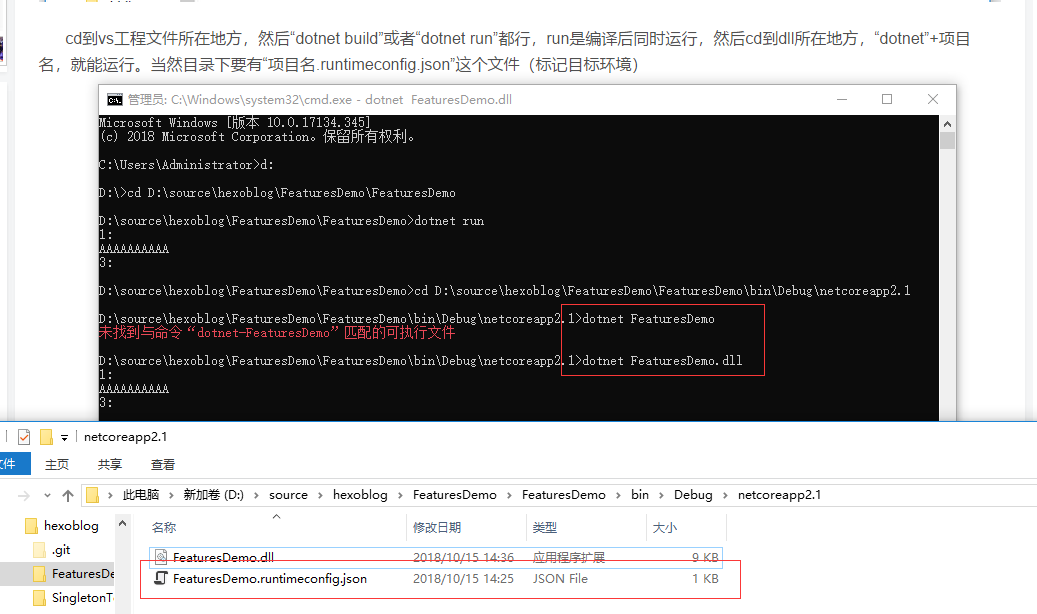 cd到vs工程文件所在地方，然后“dotnet build”或者“dotnet run”都行，run是编译后同时运行，然后cd到dll所在地方，“dotnet”+项目
名，就能运行。当然目录下要有“项目名.runtimeconfig.json”这个文件（标记目标环境）
管理员: C:\Windows\system32\cmd.exe - dotnet FeaturesDemo.dll
Microsoft Windows [版本 10.0.17134.345]
(c) 2018 Microsoft Corporation。保留所有权利。
C:\Users\Administrator>d:
D:\>cd D:\source\hexoblog\FeaturesDemo\FeaturesDemo
D:\source\hexoblog\FeaturesDemo\FeaturesDemo>dotnet run
1:
AAAAAAAAAA
3:
D:\source\hexoblog\FeaturesDemo\FeaturesDemo>cd D:\source\hexoblog\FeaturesDemo\FeaturesDemo\bin\Debug\netcoreapp2.1
D:\source\hexoblog\FeaturesDemo\FeaturesDemo\bin\Debug\netcoreapp2.1>dotnet FeaturesDemo
未找到与命令“dotnet-FeaturesDemo”匹配的可执行文件
D:\source\hexoblog\FeaturesDemo\FeaturesDemo\bin\Debug\netcoreapp2.1>dotnet FeaturesDemo.dll
1:
AAAAAAAAAA
3:
netcoreapp2.1
文件 主页 共享 查看
此电脑 > 新加卷 (D:) > source > hexoblog > FeaturesDemo > FeaturesDemo > bin > Debug > netcoreapp2.1
hexoblog
.git
FeaturesDe
SingletonT
名称 修改日期 类型 大小
FeaturesDemo.dll 2018/10/15 14:36 应用程序扩展 9 KB
FeaturesDemo.runtimeconfig.json 2018/10/15 14:25 JSON File 1 KB